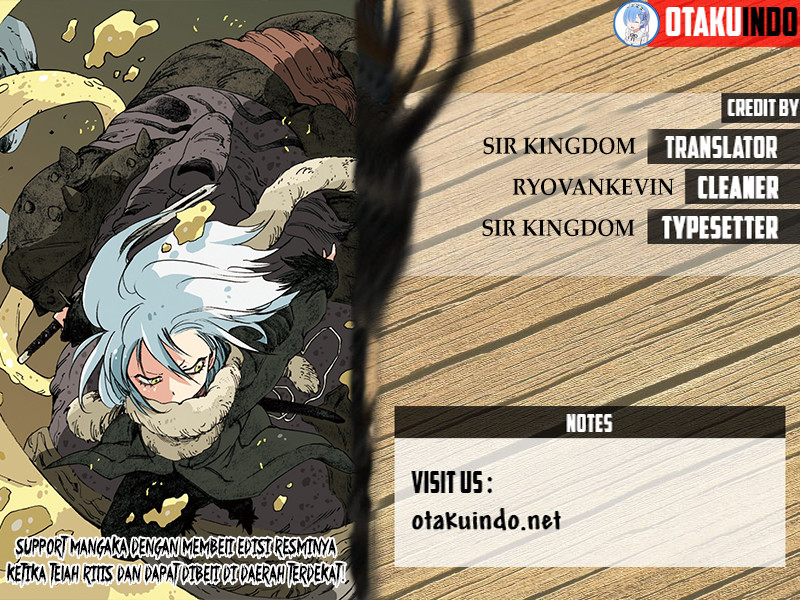 OTAKUINDO
CREDIT BY
SIR KINGDOM TRANSLATOR
RYOVANKEVIN CLEANER
SIR KINGDOM TYPESETTER
NOTES
VISIT US :
otakuindo.net
SUPPORT MANGAKA DENGAN MEMBELI EDISI RESMINYA
KETIKA TELAH RILIS DAN DAPAT DIBELI DI DAERAH TERDEKAT!